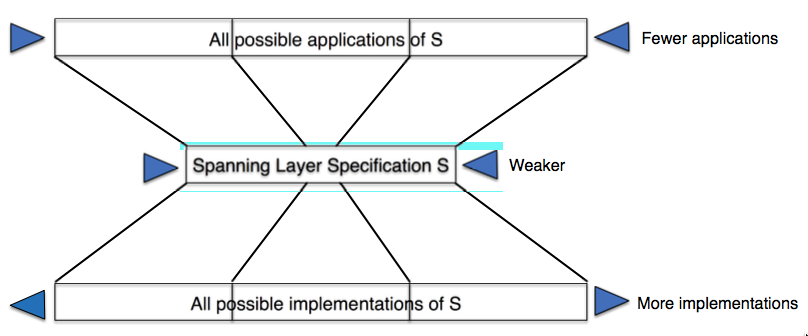 All possible applications of S
Fewer applications
Spanning Layer Specification S
Weaker
All possible implementations of S
More implementations